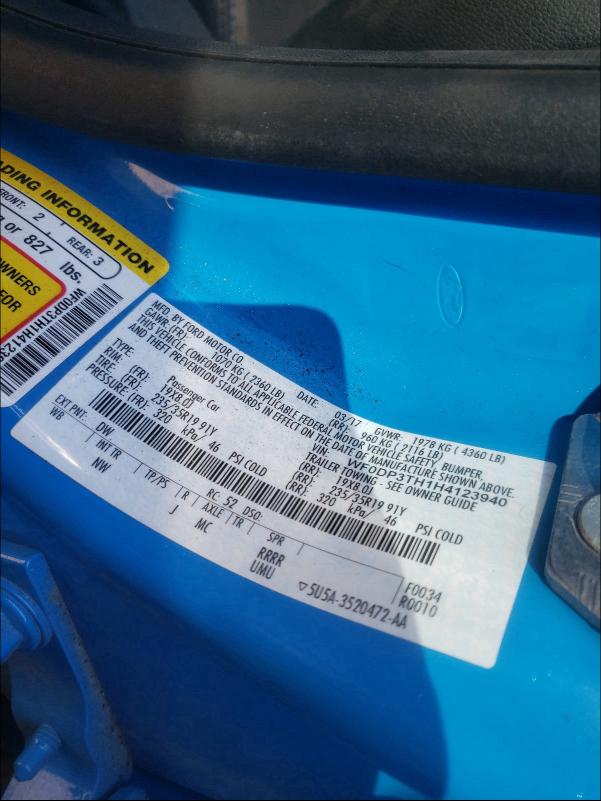 ADING INFORMATION
FRONT: 2 REAR: 3
or 827 lbs.
OWNERS
FOR
WF0DP3TH1H4123
MFD. BY FORD MOTOR CO.
DATE: 03/17 GVWR: 1978 KG ( 4360 LB)
GAWR: (FR): 1070 KG ( 2360 LB) (RR): 960 KG ( 2116 LB)
THIS VEHICLE CONFORMS TO ALL APPLICABLE FEDERAL MOTOR VEHICLE SAFETY, BUMPER,
AND THEFT PREVENTION STANDARDS IN EFFECT ON THE DATE OF MANUFACTURE SHOWN ABOVE.
VIN: WF0DP3TH1H4123940
TYPE: Passenger Car TRAILER TOWING - SEE OWNER GUIDE
RIM: (FR): 19X8.0J (RR): 19X8.0J
TIRE: (FR): 235/35R19 91Y (RR): 235/35R19 91Y
PRESSURE: (FR): 320 kPa/ 46 PSI COLD (RR): 320 kPa/ 46 PSI COLD
EXT PNT: DW RC: 52 DSO:
WB INT TR TP/PS R AXLE TR SPR
NW J MC RRRR
UMU
F0034
R0010
▽5U5A-3520472-AA
Ford